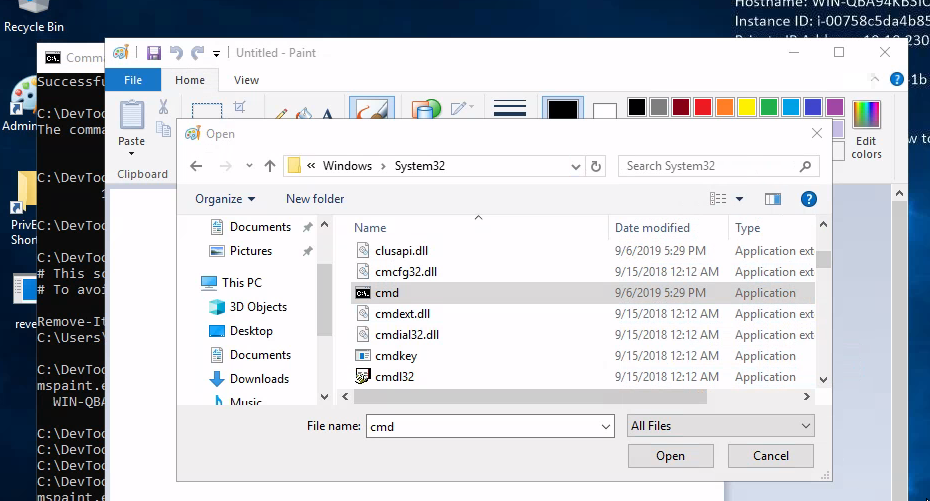 Hostname: WIN-QBA94KBSIC
Recycle Bin
Instance ID: i-00758c5da4b85
Untitled - Paint
File
Home
View
Paste
Clipboard
Edit
colors
Open
Windows
System32
Search System32
Organize
New folder
Name
Date modified
Type
Documents
Pictures
This PC
3D Objects
Desktop
Documents
Downloads
Music
clusapi.dll 9/6/2019 5:29 PM Application ext
cmcfg32.dll 9/15/2018 12:12 AM Application ext
cmd 9/6/2019 5:29 PM Application
cmdext.dll 9/15/2018 12:12 AM Application ext
cmdial32.dll 9/15/2018 12:12 AM Application ext
cmdkey 9/15/2018 12:12 AM Application
cmdl32 9/15/2018 12:12 AM Application
File name: cmd
All Files
Open
Cancel
Comma
Successfu
C:\DevToo
The comma
C:\DevToo
C:\DevToo
C:\DevToo
# This sc
# To avoi
Remove-It
C:\Users\
C:\DevToo
mspaint.e
WIN-QBA
C:\DevToo
C:\DevToo
C:\DevToo
C:\DevToo
mspaint.e
Admin
PrivE
Short
reve